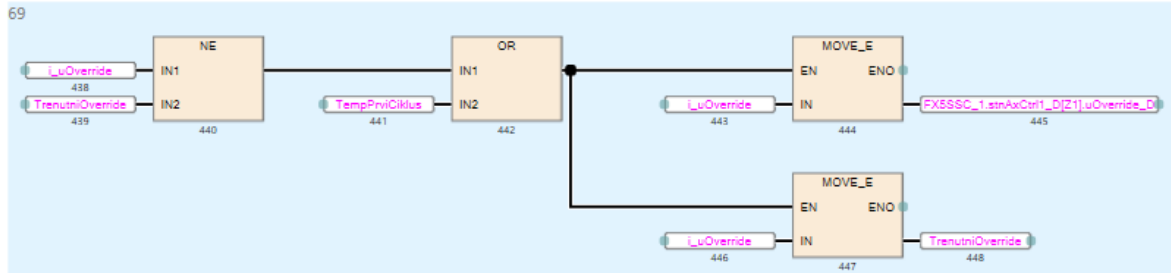 69
NE
OR
MOVE_E
i_uOverride
IN1
IN1
EN
ENO
438
TrenutniOverride
IN2
TempPrviCiklus
IN2
i_uOverride
IN
FX5SSC_1.stnAxCtrl1_D[Z1].uOverride_D
439
440
441
442
443
444
445
MOVE_E
EN
ENO
i_uOverride
IN
TrenutniOverride
446
447
448